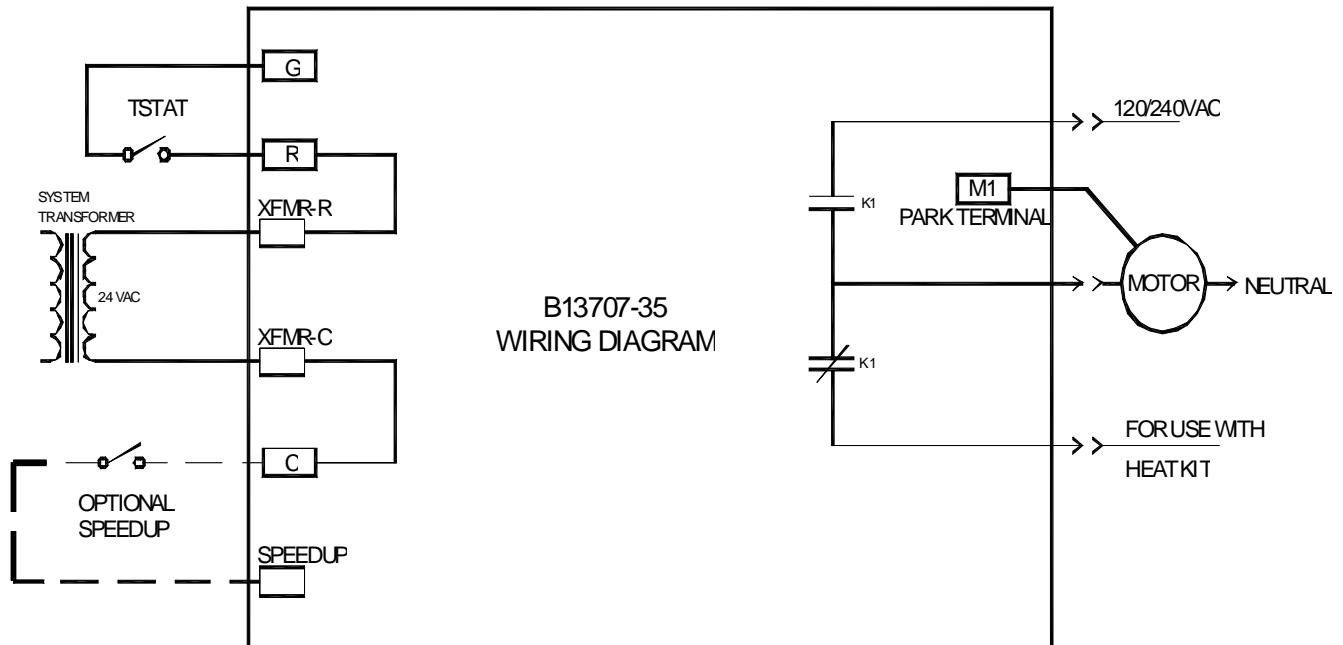 G
TSTAT
120/240VAC
R
M1
SYSTEM
TRANSFORMER
XFMR-R
K1
PARK TERMINAL
24 VAC
MOTOR
NEUTRAL
B13707-35
WIRING DIAGRAM
XFMR-C
K1
FOR USE WITH
HEAT KIT
C
OPTIONAL
SPEEDUP
SPEEDUP